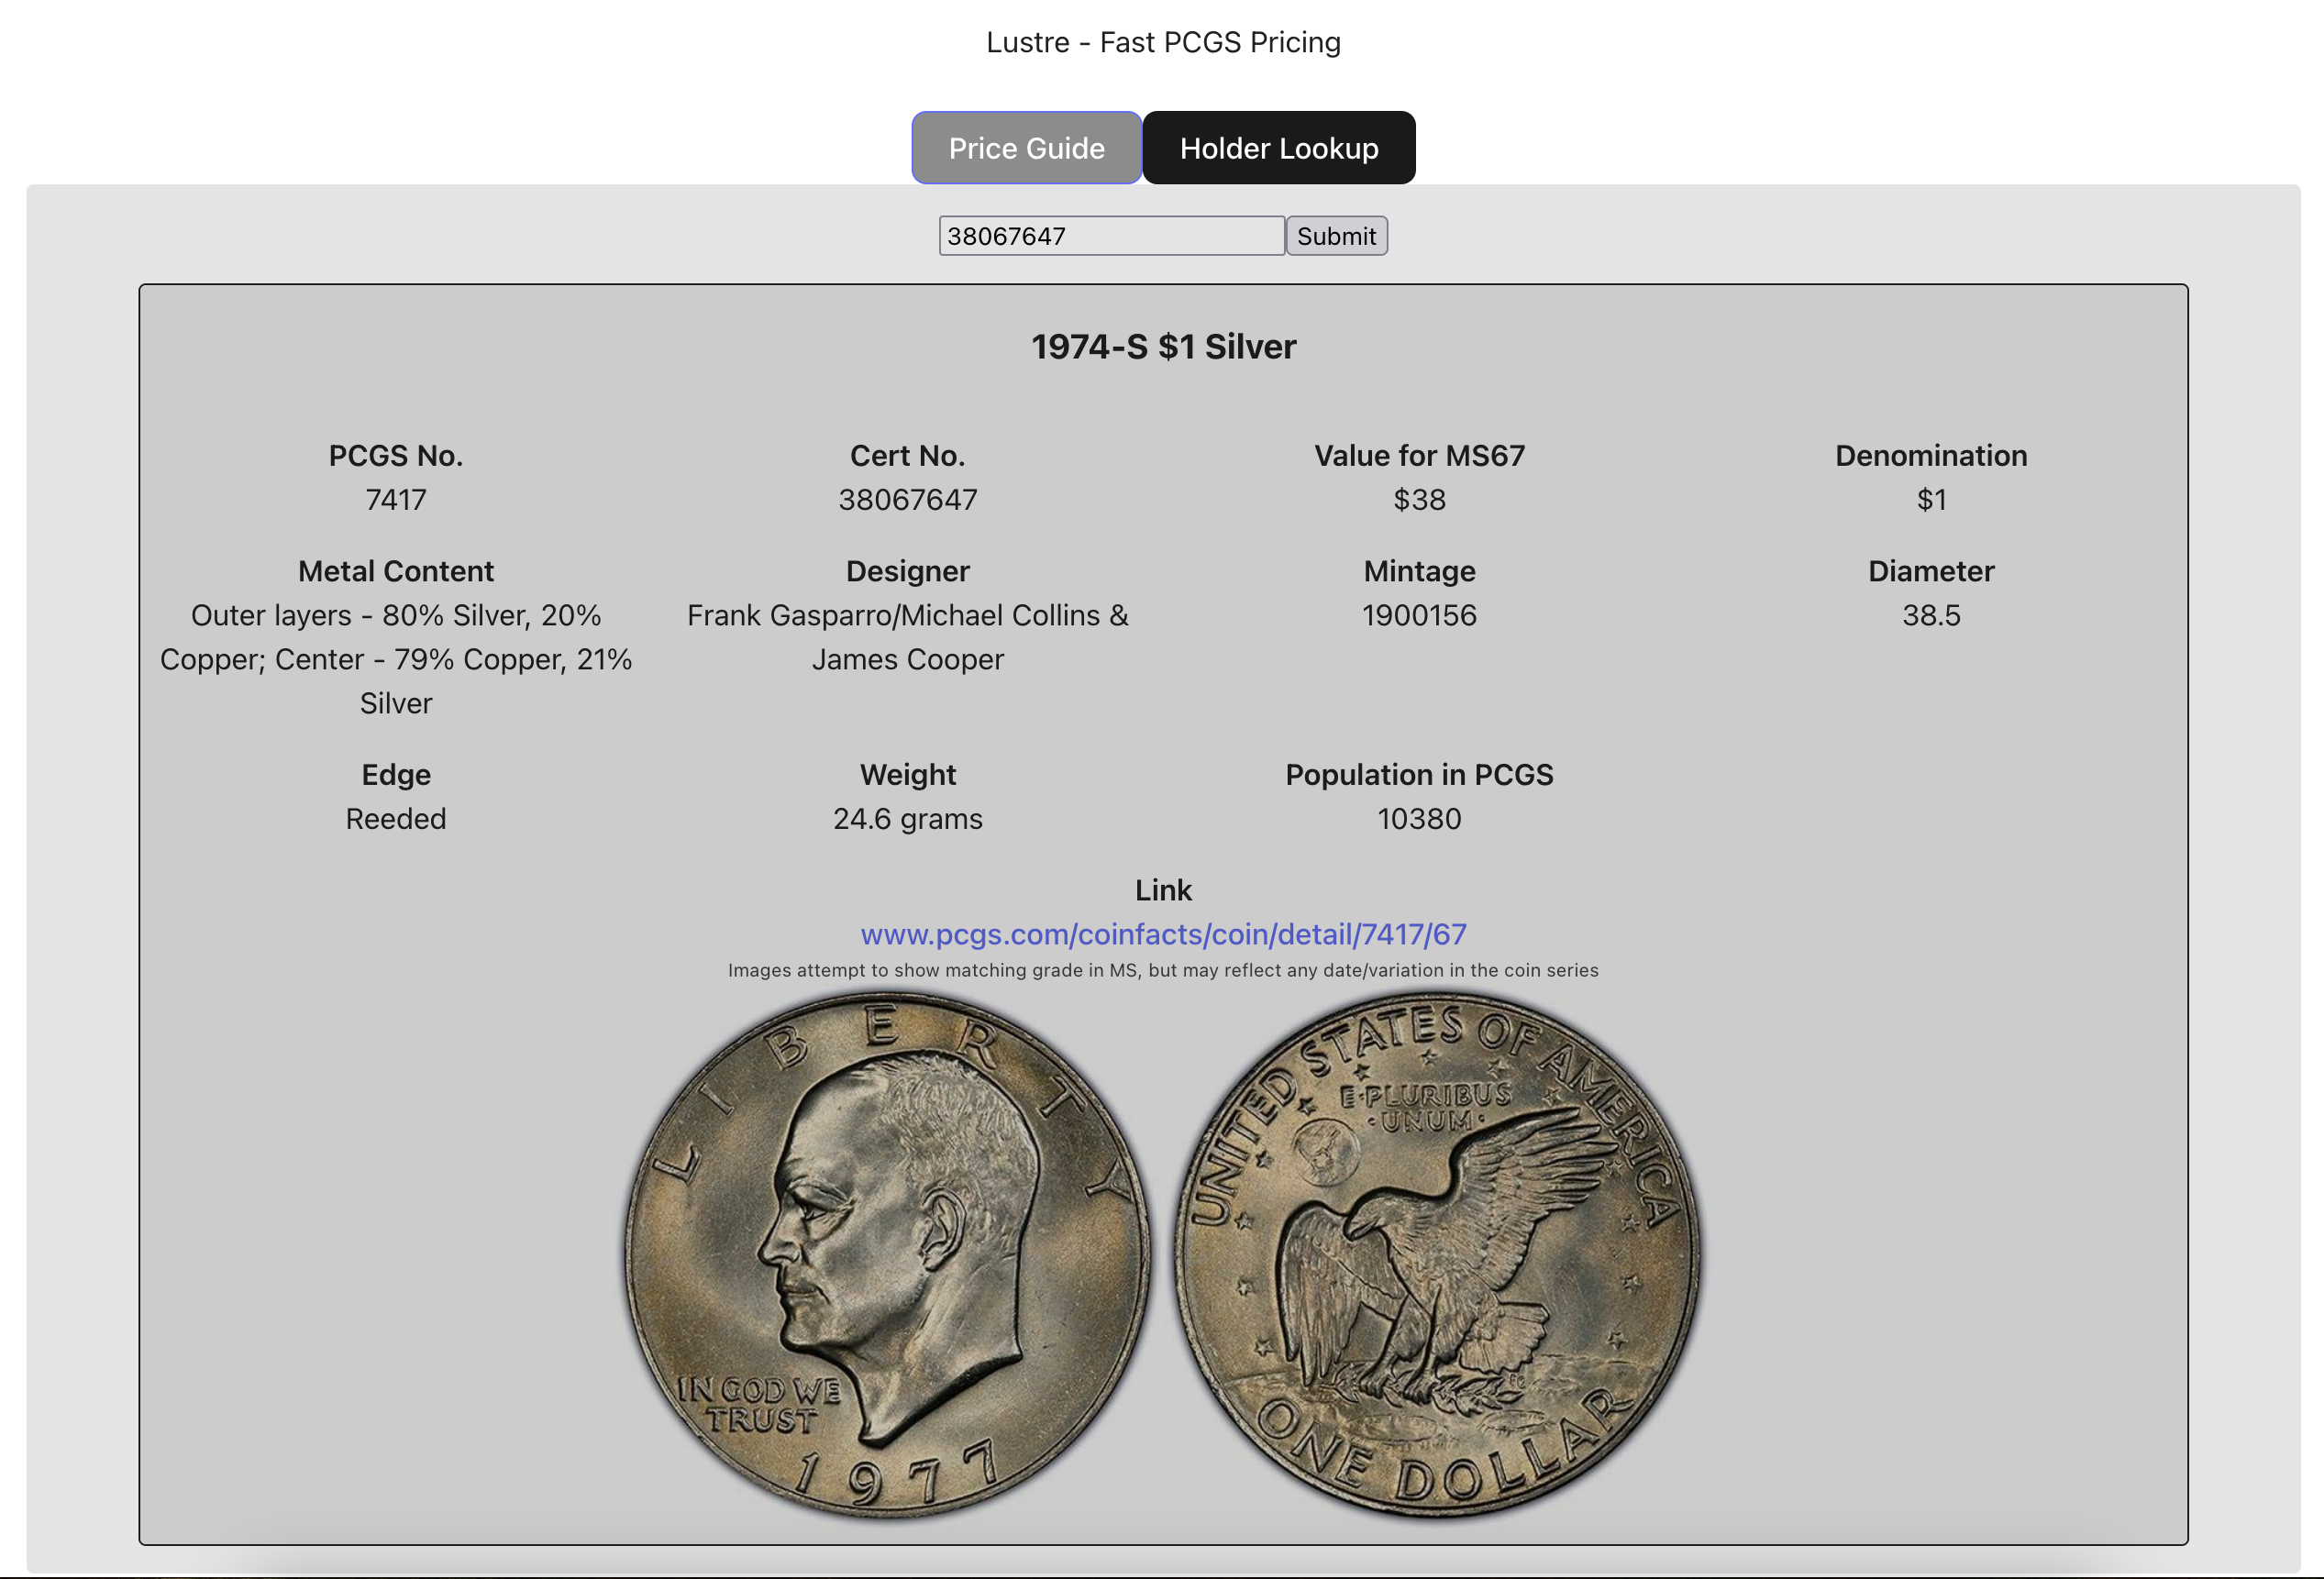 Lustre - Fast PCGS Pricing
Price Guide Holder Lookup
38067647 Submit
1974-S $1 Silver
PCGS No. Cert No. Value for MS67 Denomination
7417 38067647 $38 $1
Metal Content Designer Mintage Diameter
Outer layers - 80% Silver, 20% Frank Gasparro/Michael Collins & 1900156 38.5
Copper; Center - 79% Copper, 21% James Cooper
Silver
Edge Weight Population in PCGS
Reeded 24.6 grams 10380
Link
www.pcgs.com/coinfacts/coin/detail/7417/67
Images attempt to show matching grade in MS, but may reflect any date/variation in the coin series
LIBERTY
IN GOD WE
TRUST
1977
UNITED STATES OF AMERICA
E·PLURIBUS
·UNUM·
ONE DOLLAR